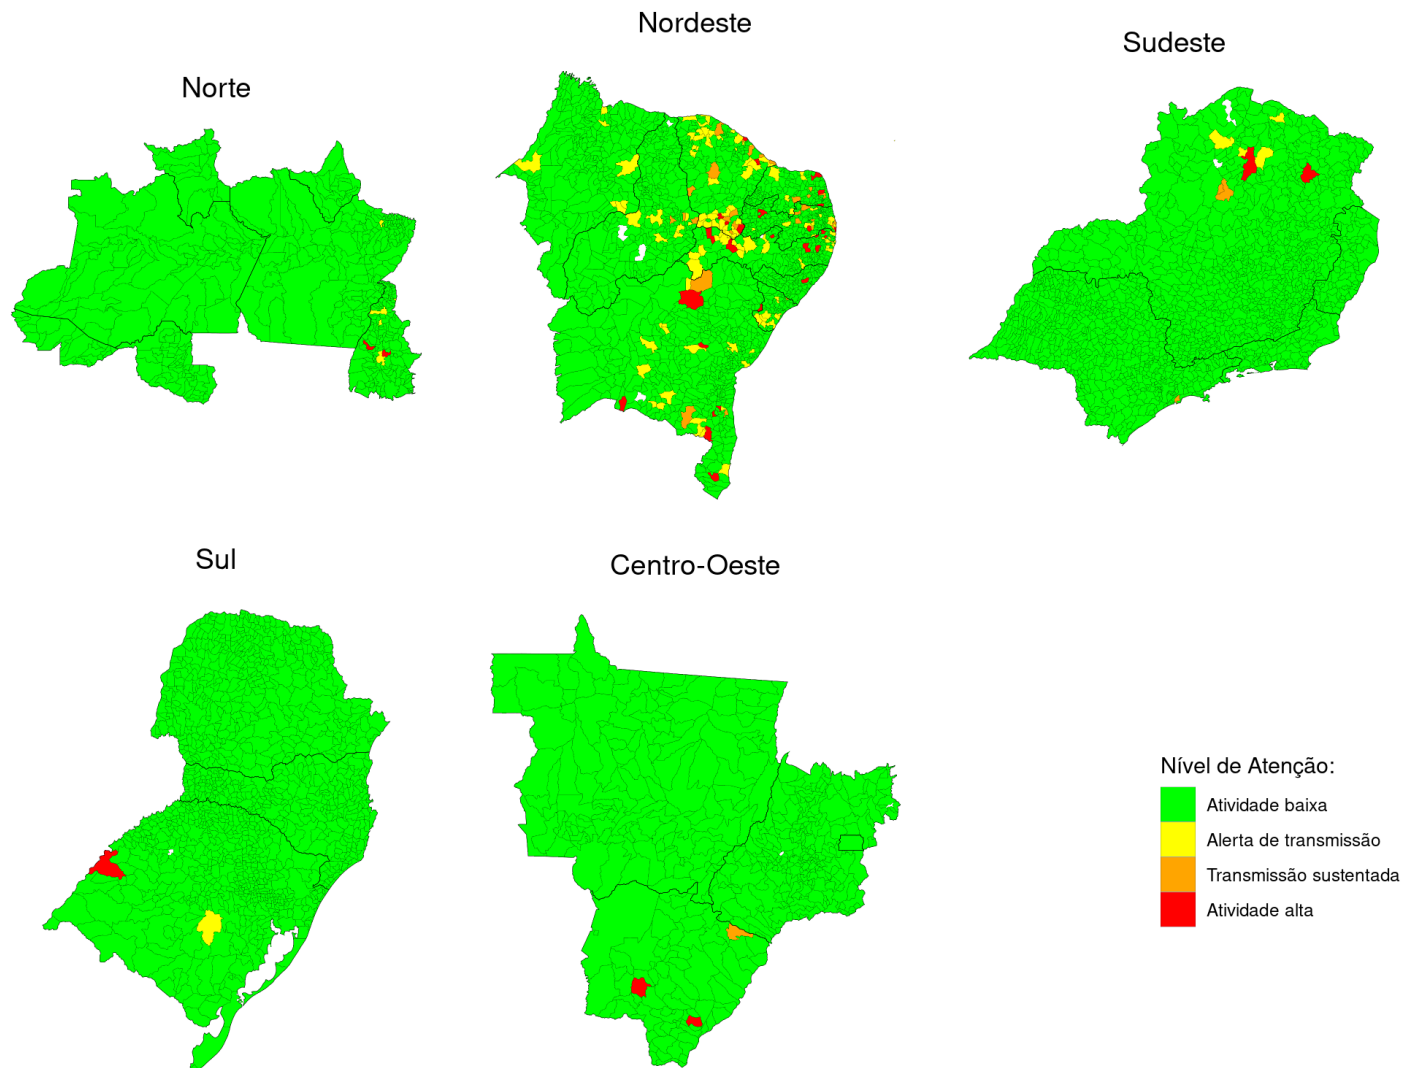 Norte
Nordeste
Sudeste
Sul
Centro-Oeste
Nível de Atenção:
Atividade baixa
Alerta de transmissão
Transmissão sustentada
Atividade alta